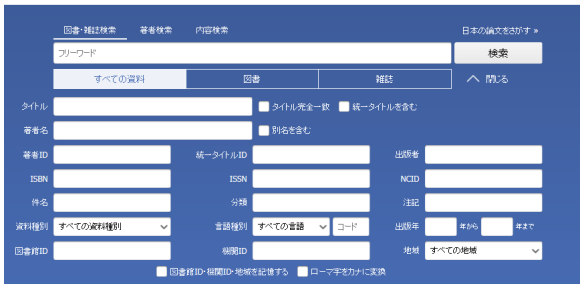 図書・雑誌検索 著者検索 内容検索 日本の論文をさがす »
フリーワード 検索
すべての資料 図書 雑誌 閉じる
タイトル タイトル完全一致 統一タイトルを含む
著者名 別名を含む
著者ID 統一タイトルID 出版者
ISBN ISSN NCID
件名 分類 注記
資料種別 すべての資料種別 言語種別 すべての言語 コード 出版年 年から 年まで
図書館ID 機関ID 地域 すべての地域
図書館ID・機関ID・地域を記憶する ローマ字をカナに変換